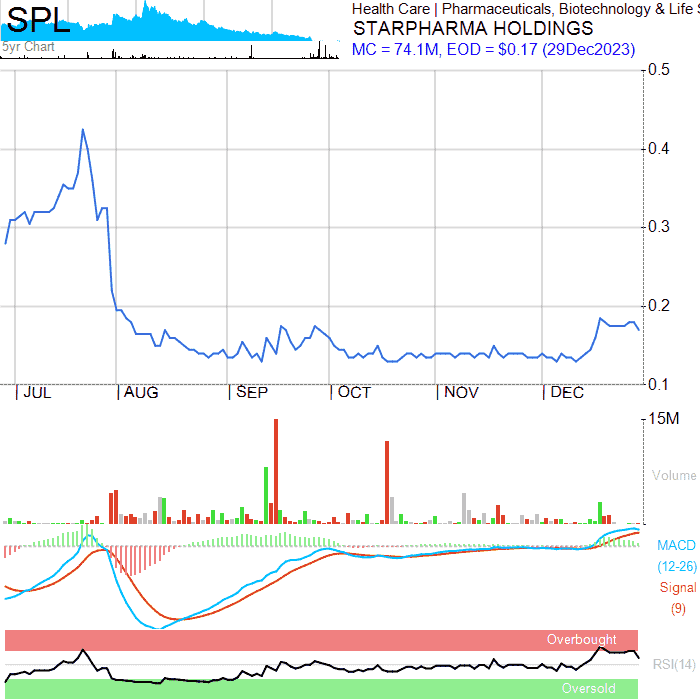 SPL
5yr Chart
Health Care | Pharmaceuticals, Biotechnology & Life S
STARPHARMA HOLDINGS
MC = 74.1M, EOD = $0.17 (29Dec2023)
0.5
0.4
0.3
0.2
0.1
JUL AUG SEP OCT NOV DEC
15M
Volume
MACD
(12-26)
Signal
(9)
Overbought
RSI(14)
Oversold